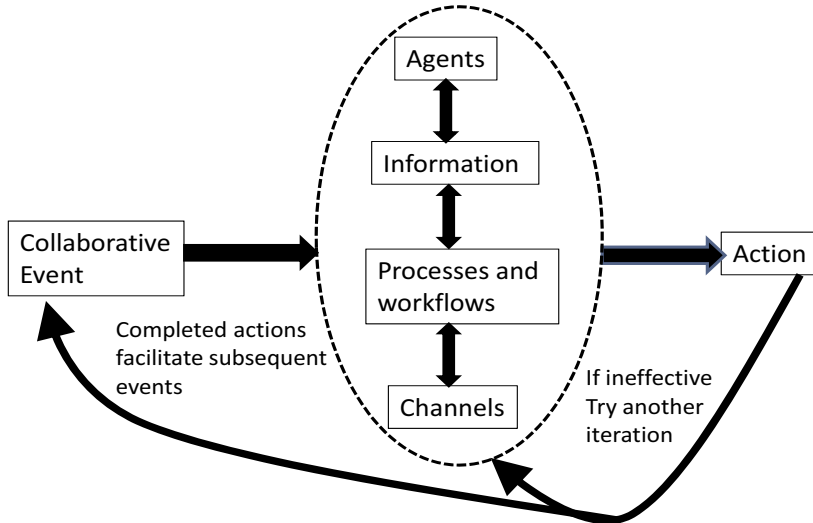 Agents
Information
Collaborative
Event
Processes and
workflows
Action
Completed actions
facilitate subsequent
events
If ineffective
Try another
iteration
Channels